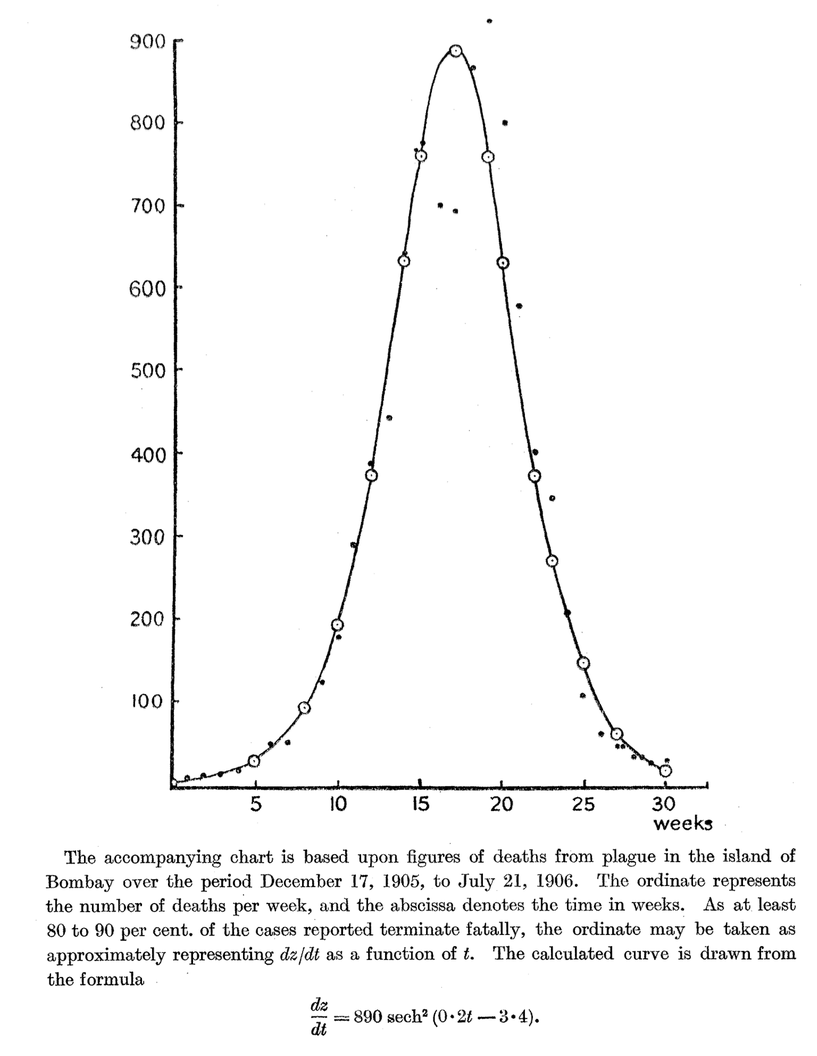 900
800
700
600
500
400
300
200
100
5 10 15 20 25 30
weeks
The accompanying chart is based upon figures of deaths from plague in the island of
Bombay over the period December 17, 1905, to July 21, 1906. The ordinate represents
the number of deaths per week, and the abscissa denotes the time in weeks. As at least
80 to 90 per cent. of the cases reported terminate fatally, the ordinate may be taken as
approximately representing dz/dt as a function of t. The calculated curve is drawn from
the formula
dz/dt = 890 sech² (0·2t — 3·4).